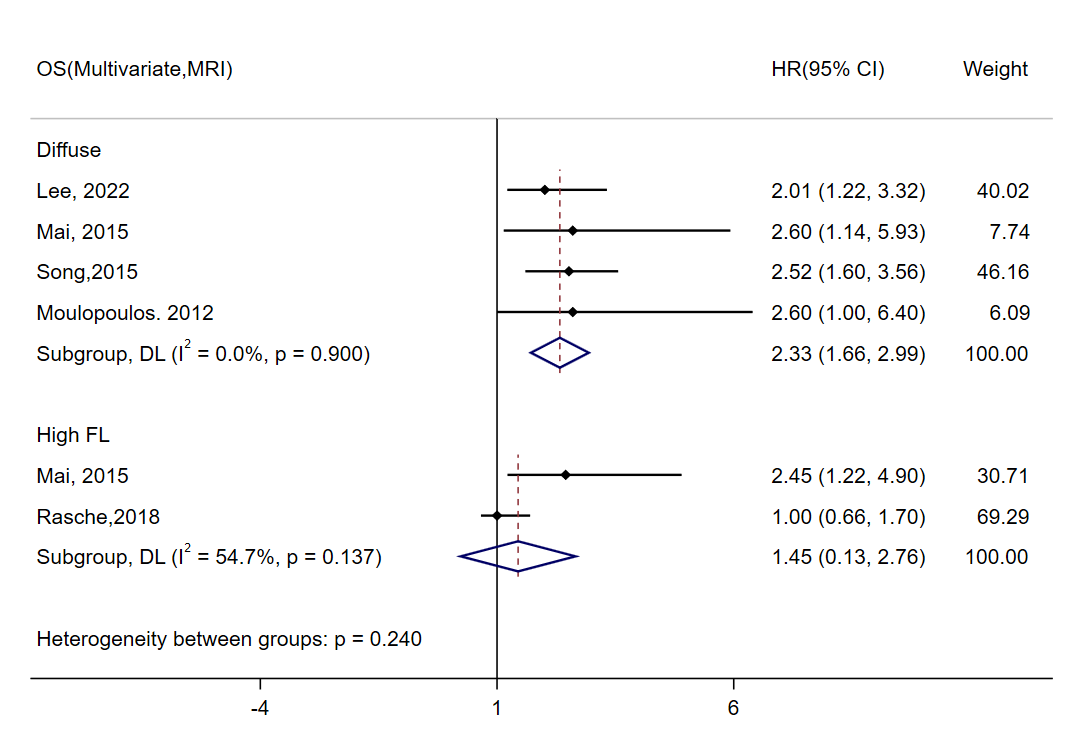 OS(Multivariate,MRI) HR(95% CI) Weight
Diffuse
Lee, 2022 2.01 (1.22, 3.32) 40.02
Mai, 2015 2.60 (1.14, 5.93) 7.74
Song,2015 2.52 (1.60, 3.56) 46.16
Moulopoulos. 2012 2.60 (1.00, 6.40) 6.09
Subgroup, DL (I² = 0.0%, p = 0.900) 2.33 (1.66, 2.99) 100.00
High FL
Mai, 2015 2.45 (1.22, 4.90) 30.71
Rasche,2018 1.00 (0.66, 1.70) 69.29
Subgroup, DL (I² = 54.7%, p = 0.137) 1.45 (0.13, 2.76) 100.00
Heterogeneity between groups: p = 0.240
-4 1 6